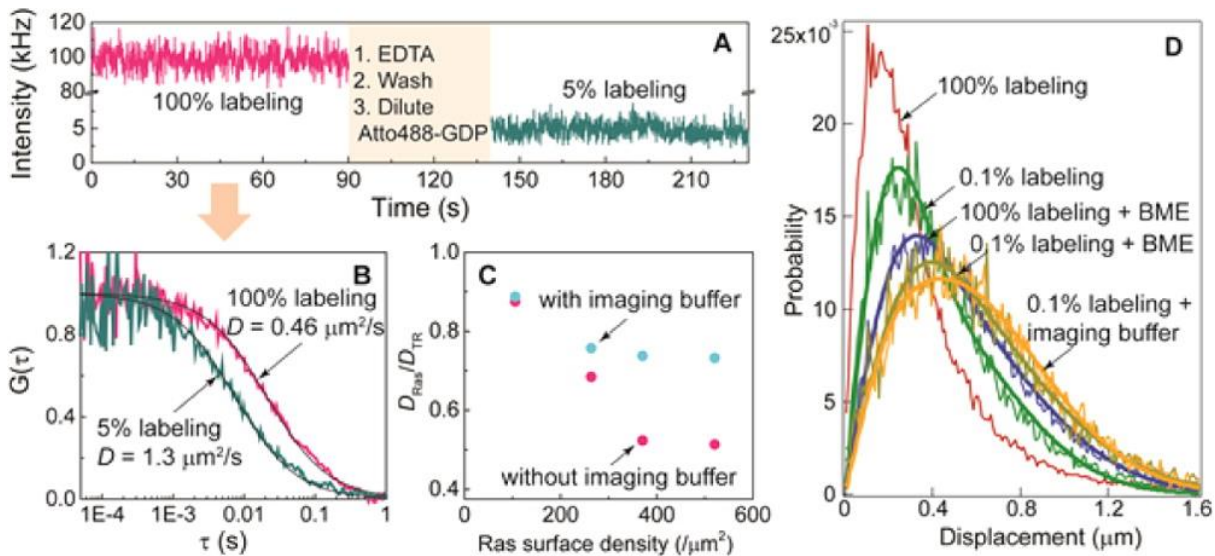 A
Intensity (kHz)
120
100
80
5
0
100% labeling
1. EDTA
2. Wash
3. Dilute
Atto488-GDP
5% labeling
0 30 60 90 120 150 180 210
Time (s)
B
G(τ)
1.2
0.8
0.4
0.0
100% labeling
D = 0.46 μm²/s
5% labeling
D = 1.3 μm²/s
1E-4 1E-3 0.01 0.1 1
τ (s)
C
D_Ras/D_TR
1.0
0.8
0.6
0.4
with imaging buffer
without imaging buffer
0 200 400 600
Ras surface density (/μm²)
D
Probability
25x10⁻³
20
15
10
5
0
100% labeling
0.1% labeling
100% labeling + BME
0.1% labeling + BME
0.1% labeling +
imaging buffer
0 0.4 0.8 1.2 1.6
Displacement (μm)